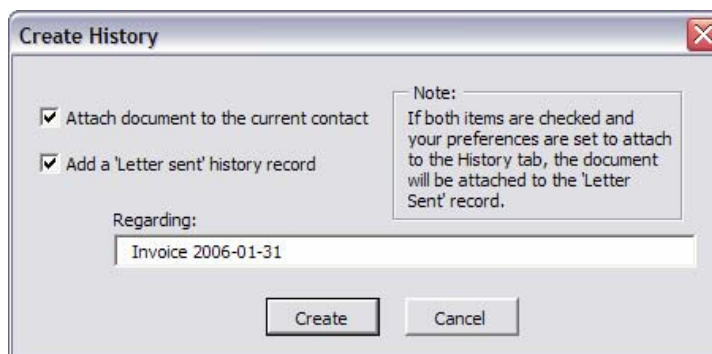 Create History
Attach document to the current contact
Add a 'Letter sent' history record
Note:
If both items are checked and
your preferences are set to attach
to the History tab, the document
will be attached to the 'Letter
Sent' record.
Regarding:
Invoice 2006-01-31
Create
Cancel